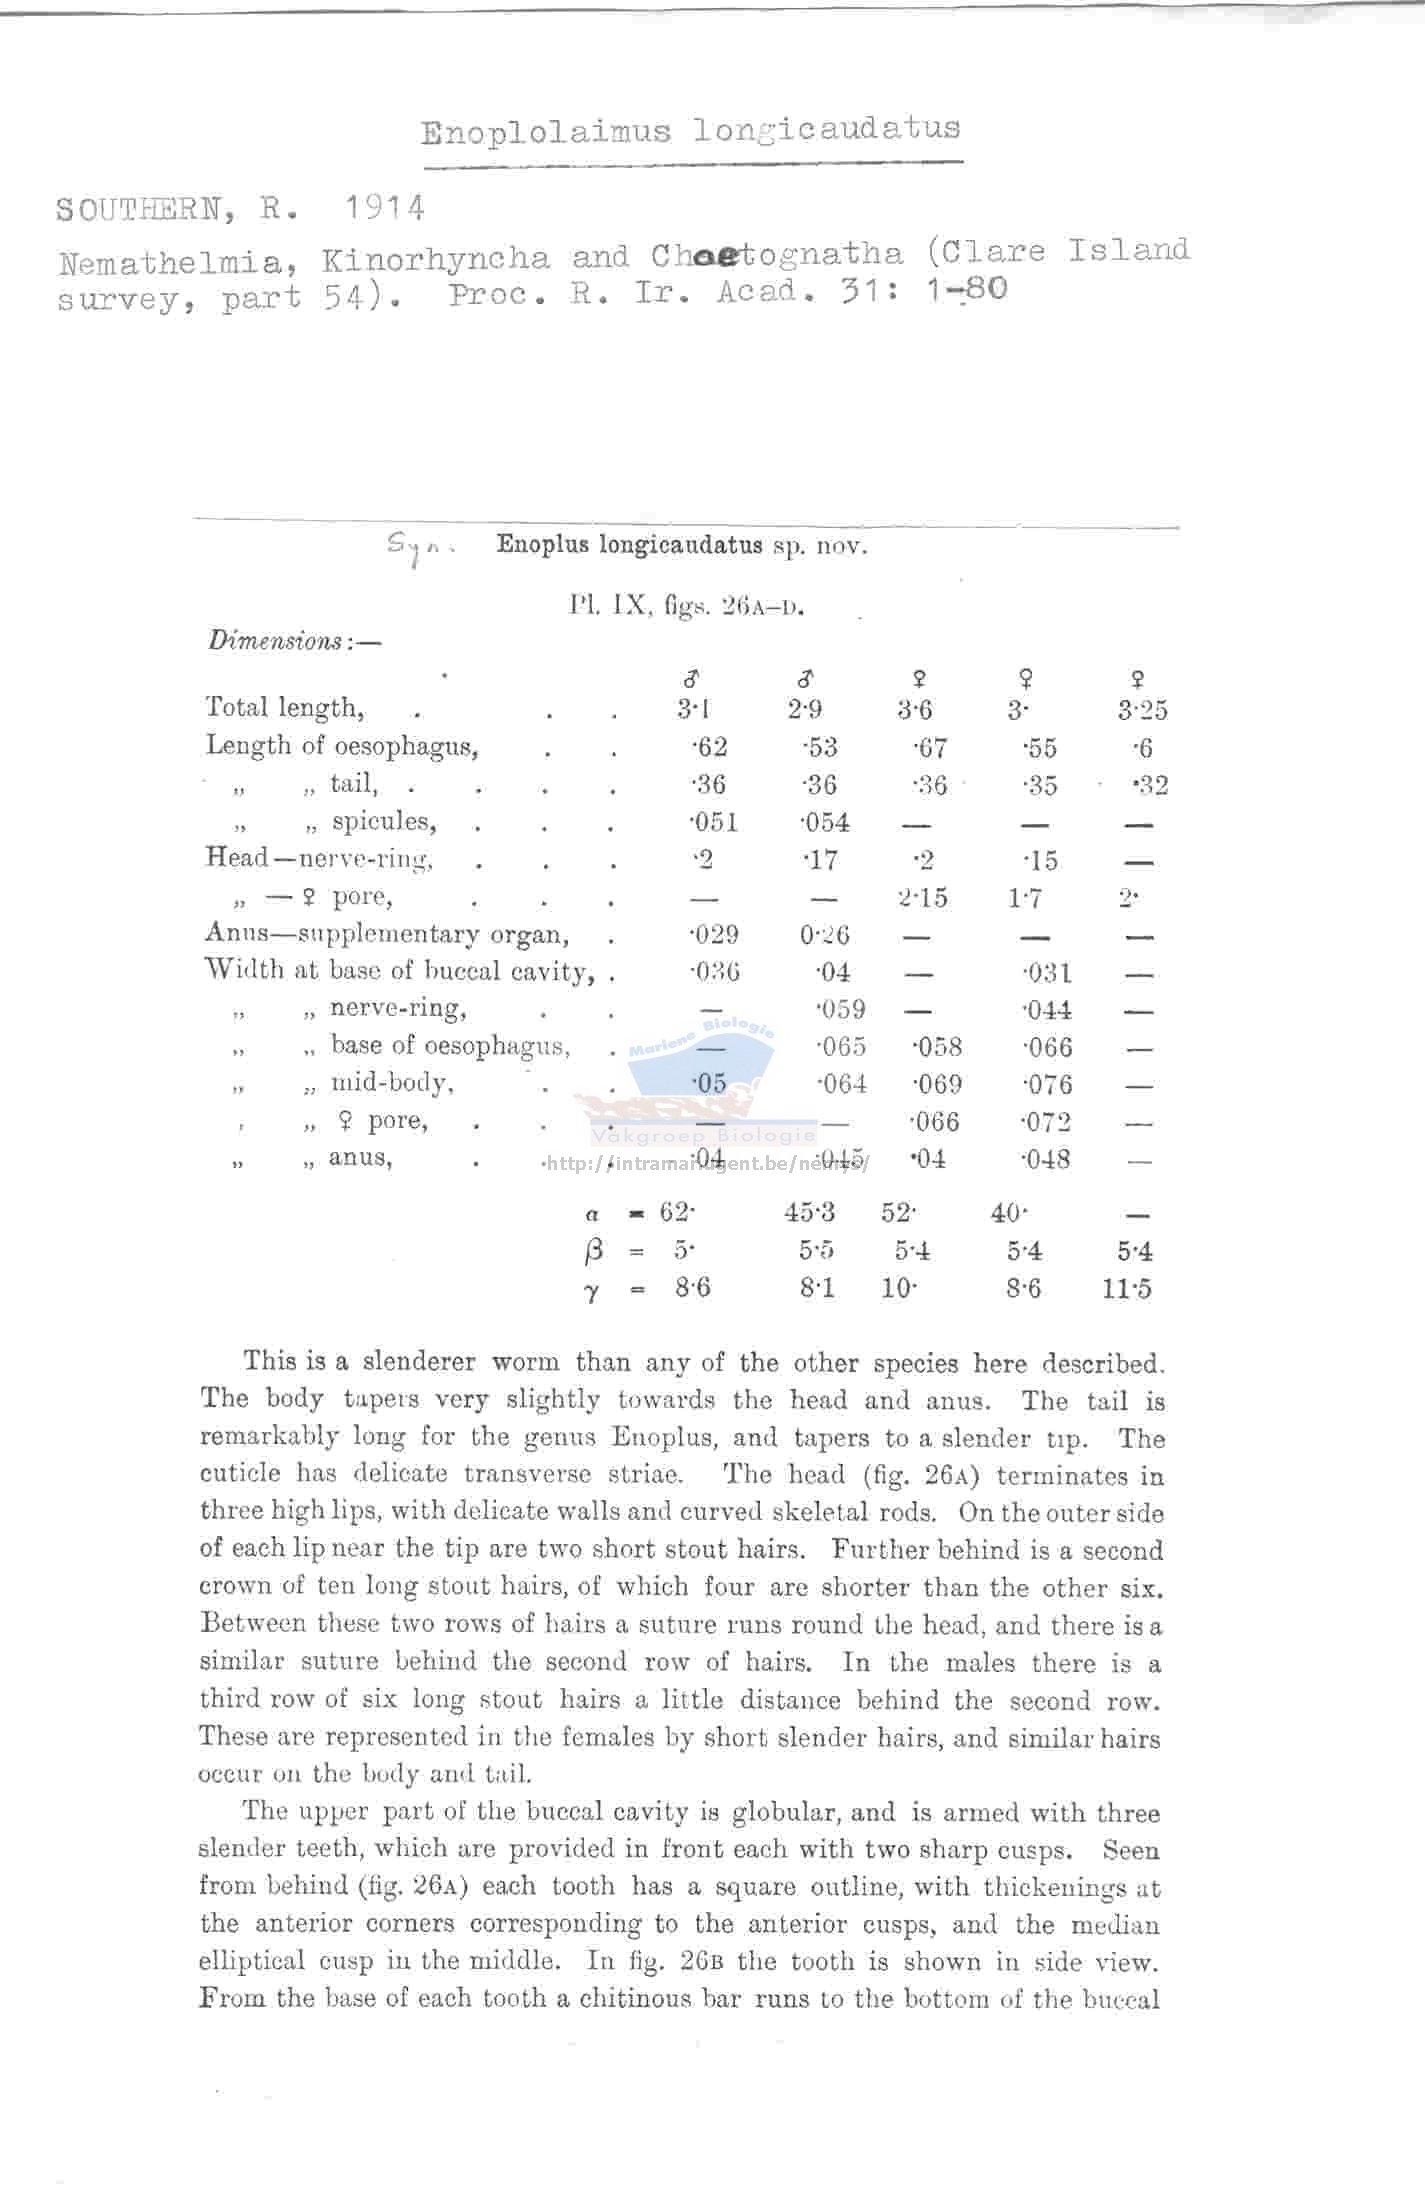 Enoplolaimus longicaudatus
SOUTHERN, R. 1914
Nemathelmia, Kinorhyncha and Chaetognatha (Clare Island
survey, part 54). Proc. R. Ir. Acad. 31: 1-80
Syn. Enoplus longicaudatus sp. nov.
Pl. IX, figs. 26A–D.
Dimensions:—
♂ ♂ ♀ ♀ ♀
Total length, . . . 3·1 2·9 3·6 3· 3·25
Length of oesophagus, . . ·62 ·53 ·67 ·55 ·6
„ „ tail, . . . . ·36 ·36 ·36 ·35 ·32
„ „ spicules, . . . ·051 ·054 — — —
Head—nerve-ring, . . . ·2 ·17 ·2 ·15 —
„ — ♀ pore, . . . — — 2·15 1·7 2·
Anus—supplementary organ, . ·029 0·26 — — —
Width at base of buccal cavity, . ·036 ·04 — ·031 —
„ „ nerve-ring, . . — ·059 — ·044 —
„ „ base of oesophagus, . — ·065 ·058 ·066 —
„ „ mid-body, . . ·05 ·064 ·069 ·076 —
„ „ ♀ pore, . . . — — ·066 ·072 —
„ „ anus, . . . ·04 ·045 ·04 ·048 —
Mariene Biologie
Vakgroep Biologie
α = 62· 45·3 52· 40· —
β = 5· 5·5 5·4 5·4 5·4
γ = 8·6 8·1 10· 8·6 11·5
This is a slenderer worm than any of the other species here described.
The body tapers very slightly towards the head and anus. The tail is
remarkably long for the genus Enoplus, and tapers to a slender tip. The
cuticle has delicate transverse striae. The head (fig. 26A) terminates in
three high lips, with delicate walls and curved skeletal rods. On the outer side
of each lip near the tip are two short stout hairs. Further behind is a second
crown of ten long stout hairs, of which four are shorter than the other six.
Between these two rows of hairs a suture runs round the head, and there is a
similar suture behind the second row of hairs. In the males there is a
third row of six long stout hairs a little distance behind the second row.
These are represented in the females by short slender hairs, and similar hairs
occur on the body and tail.
The upper part of the buccal cavity is globular, and is armed with three
slender teeth, which are provided in front each with two sharp cusps. Seen
from behind (fig. 26A) each tooth has a square outline, with thickenings at
the anterior corners corresponding to the anterior cusps, and the median
elliptical cusp in the middle. In fig. 26B the tooth is shown in side view.
From the base of each tooth a chitinous bar runs to the bottom of the buccal